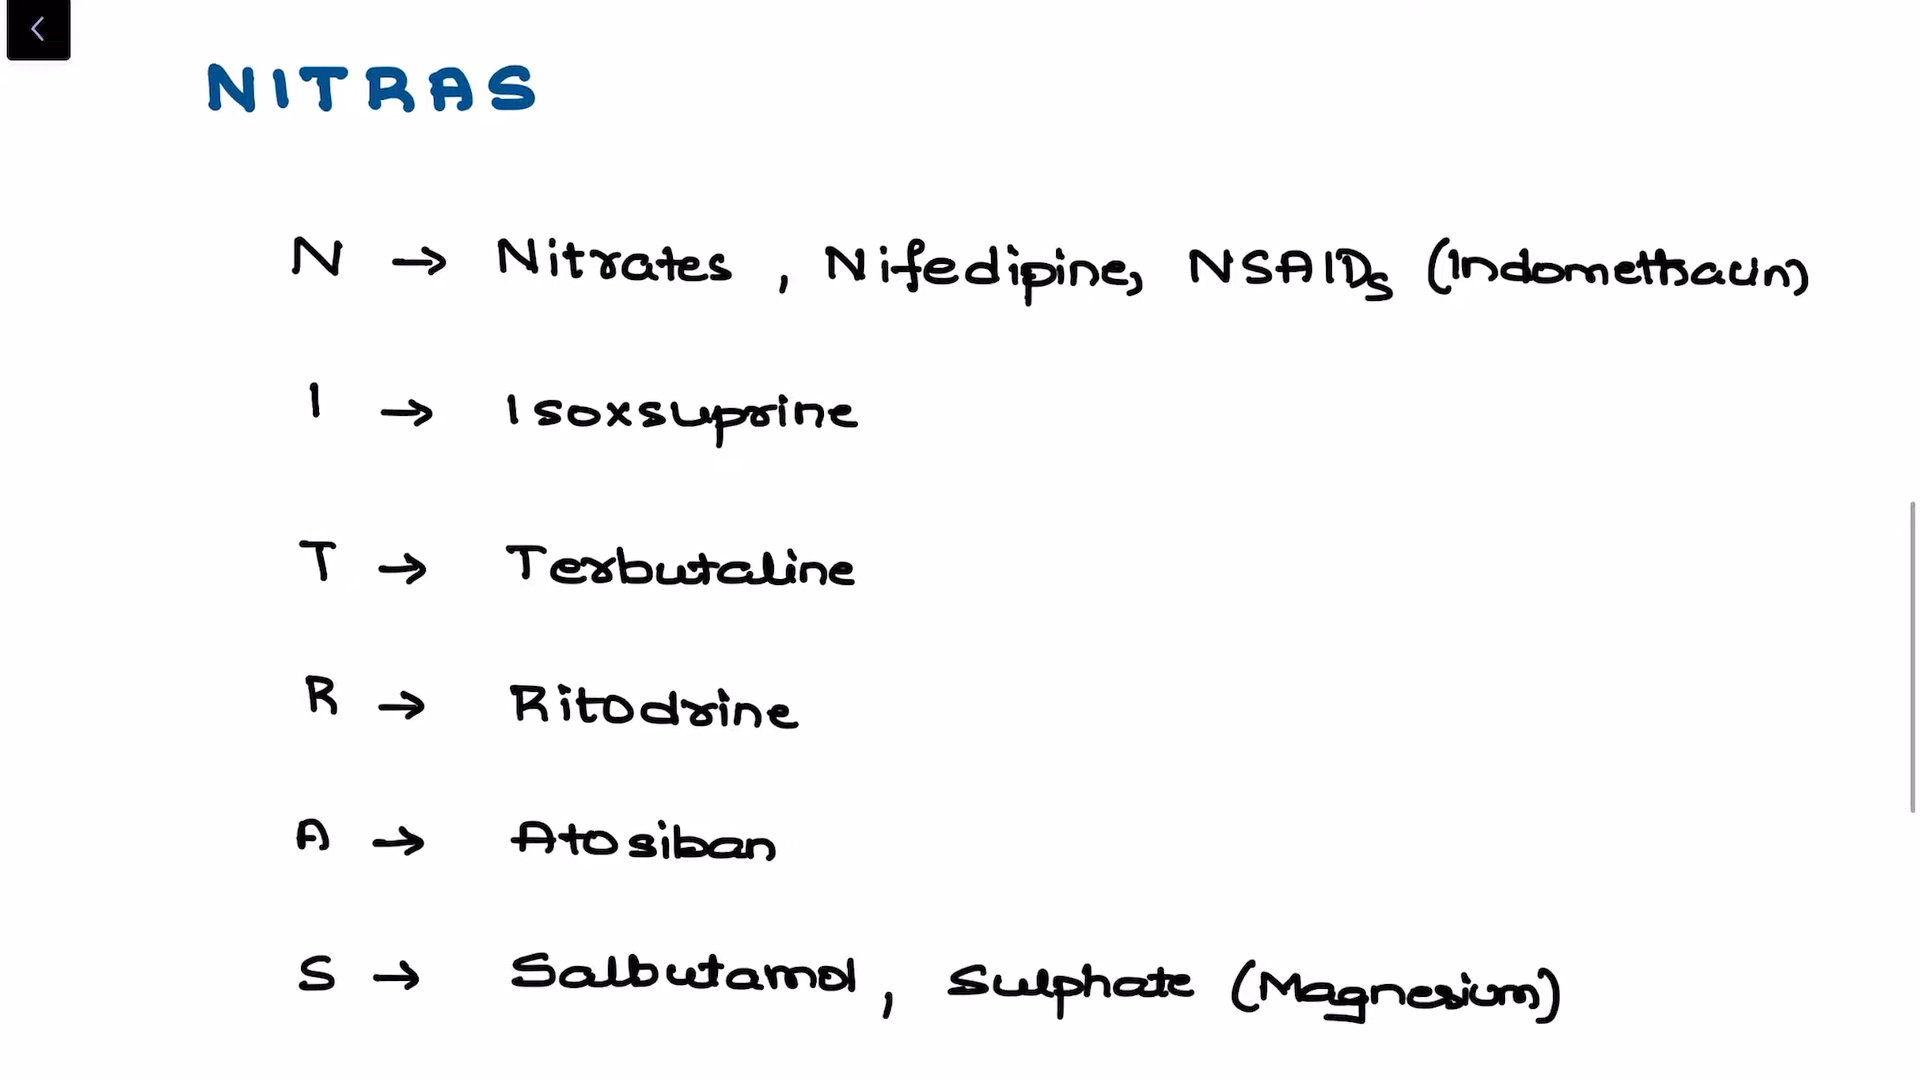 NITRAS
N → Nitrates, Nifedipine, NSAIDs (Indomethacin)
I → Isoxsuprine
T → Terbutaline
R → Ritodrine
A → Atosiban
S → Salbutamol, Sulphate (Magnesium)